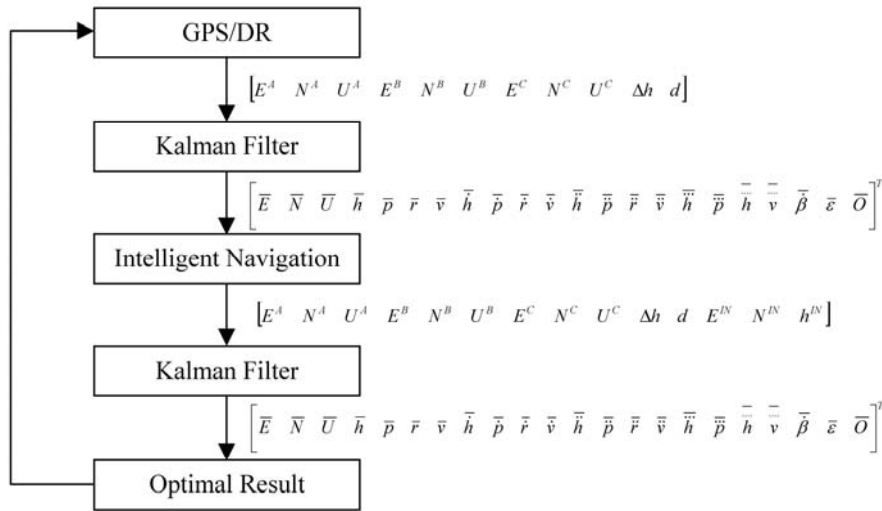 GPS/DR
[E^A N^A U^A E^B N^B U^B E^C N^C U^C Δh d]
Kalman Filter
[E̅ N̅ U̅ h̅ p̅ r̅ v̅ ḣ̅ ṗ̅ ṙ̅ v̇̅ ḧ̅ p̈̅ r̈̅ v̈̅ h⃛̅ p⃛̅ h⃜̅ v⃛̅ β̇̅ ε̅ O̅]^T
Intelligent Navigation
[E^A N^A U^A E^B N^B U^B E^C N^C U^C Δh d E^IN N^IN h^IN]
Kalman Filter
[E̅ N̅ U̅ h̅ p̅ r̅ v̅ ḣ̅ ṗ̅ ṙ̅ v̇̅ ḧ̅ p̈̅ r̈̅ v̈̅ h⃛̅ p⃛̅ h⃜̅ v⃛̅ β̇̅ ε̅ O̅]^T
Optimal Result